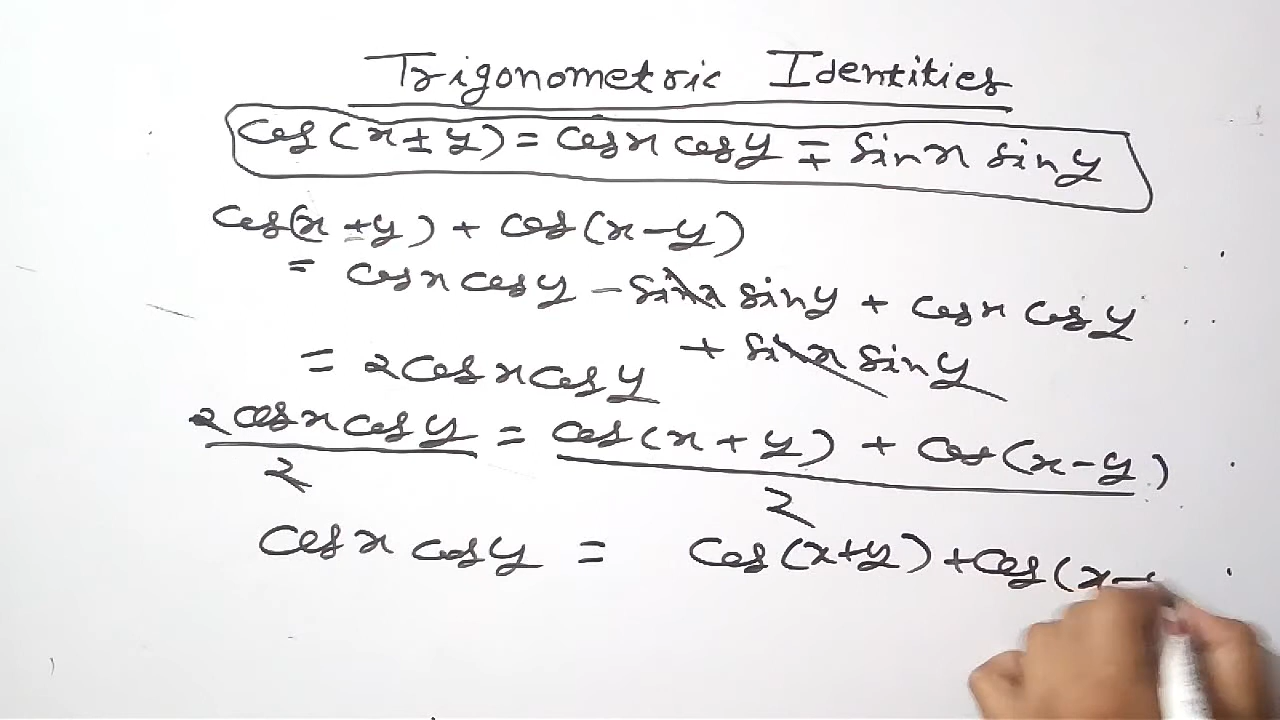 Trigonometric Identities
cos(x±y) = cosx cosy ∓ sinx siny
cos(x+y) + cos(x-y)
= cosx cosy - sinx siny + cosx cosy
+ sinx siny
= 2cosx cosy
2cosx cosy = cos(x+y) + cos(x-y)
2 2
cosx cosy = cos(x+y) + cos(x-